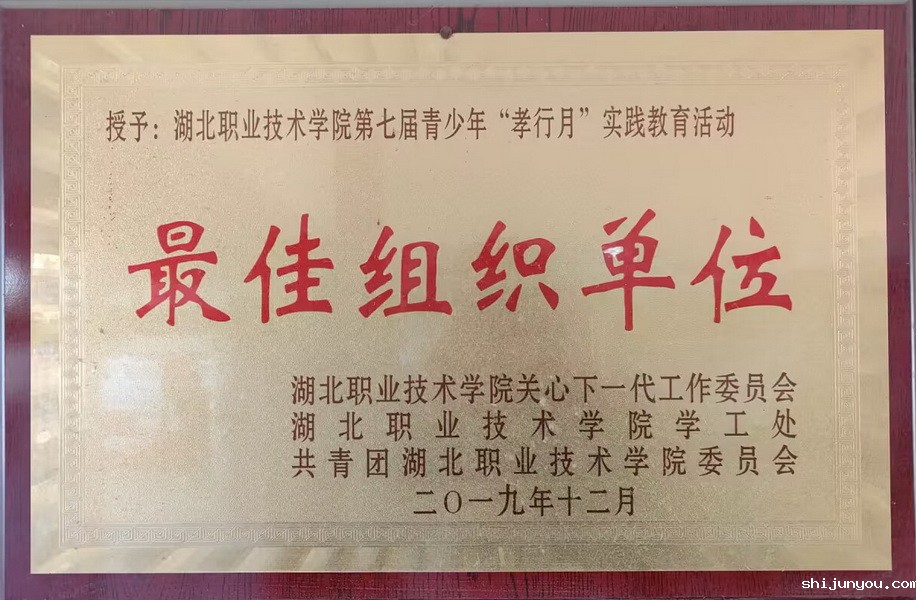 授予：湖北职业技术学院第七届青少年“孝行月”实践教育活动
最佳组织单位
湖北职业技术学院关心下一代工作委员会
湖北职业技术学院学工处
共青团湖北职业技术学院委员会
二〇一九年十二月
shijunyou.com